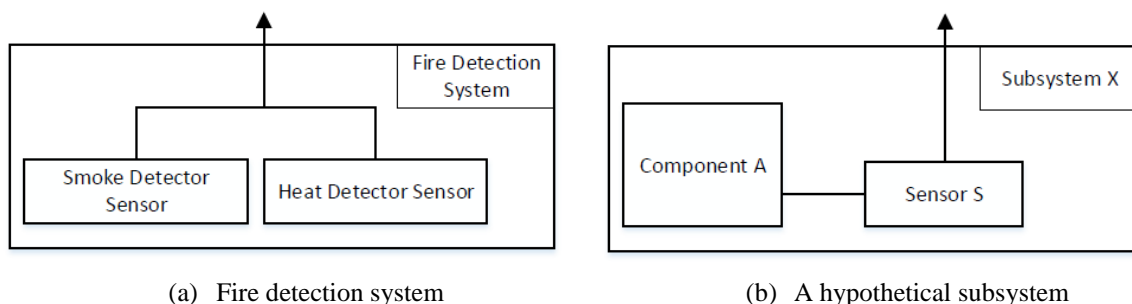 Fire Detection
System
Smoke Detector
Sensor
Heat Detector Sensor
(a) Fire detection system
Subsystem X
Component A
Sensor S
(b) A hypothetical subsystem